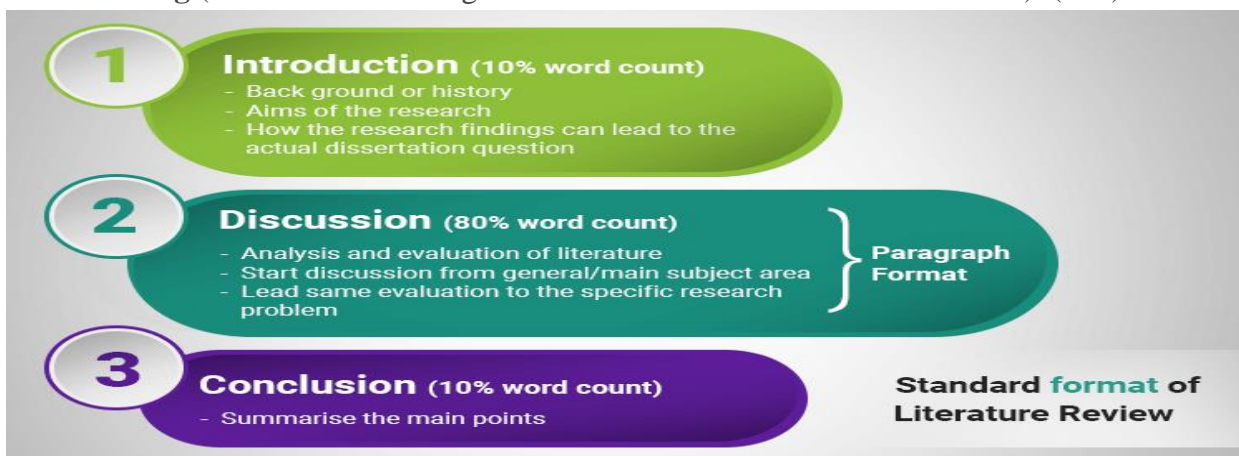 1
Introduction (10% word count)
- Back ground or history
- Aims of the research
- How the research findings can lead to the
actual dissertation question
2
Discussion (80% word count)
- Analysis and evaluation of literature
- Start discussion from general/main subject area
- Lead same evaluation to the specific research
problem
Paragraph
Format
3
Conclusion (10% word count)
- Summarise the main points
Standard format of
Literature Review